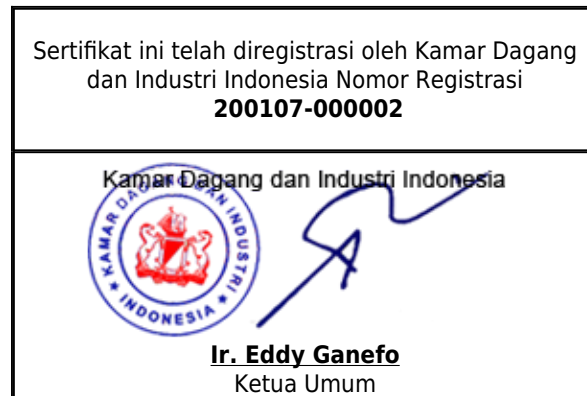 Sertifikat ini telah diregistrasi oleh Kamar Dagang
dan Industri Indonesia Nomor Registrasi
200107-000002
Kamar Dagang dan Industri Indonesia
KAMAR DAGANG DAN INDUSTRI
INDONESIA
Ir. Eddy Ganefo
Ketua Umum